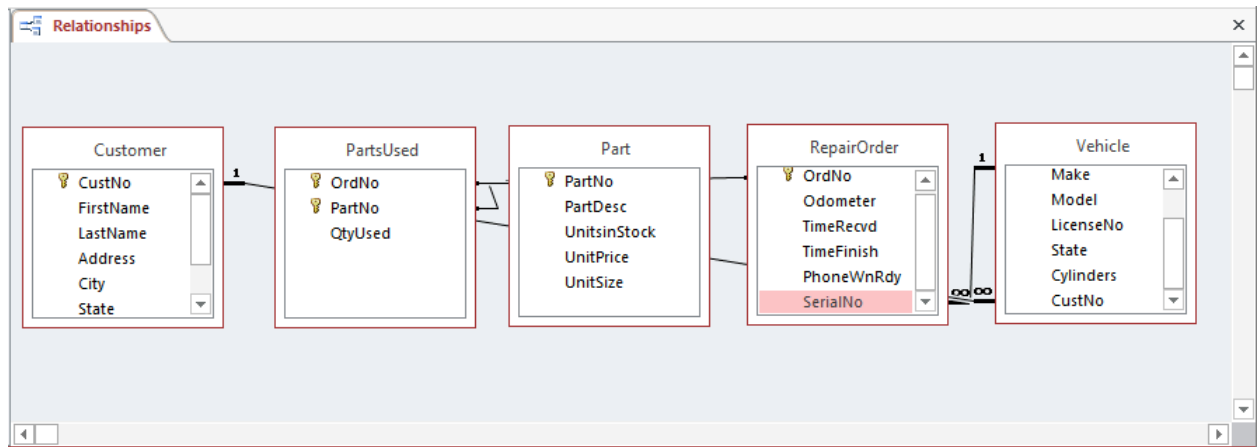 Relationships
Customer
CustNo
FirstName
LastName
Address
City
State
1
PartsUsed
OrdNo
PartNo
QtyUsed
Part
PartNo
PartDesc
UnitsinStock
UnitPrice
UnitSize
RepairOrder
OrdNo
Odometer
TimeRecvd
TimeFinish
PhoneWnRdy
SerialNo
1
∞ ∞
Vehicle
Make
Model
LicenseNo
State
Cylinders
CustNo